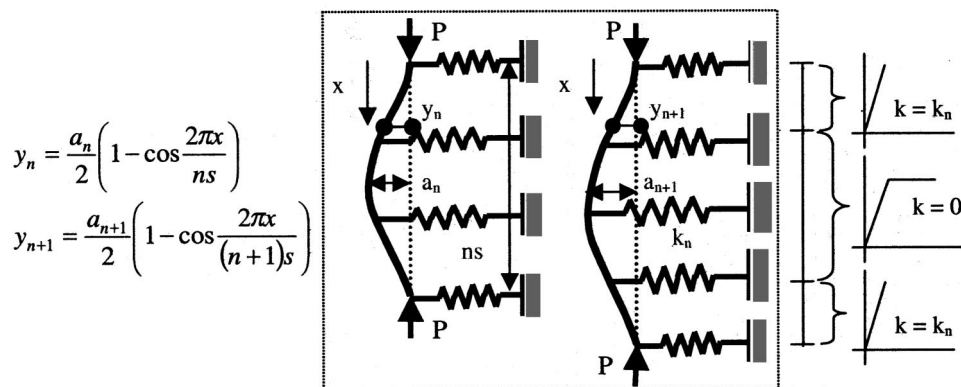 y_n = a_n/2 (1 − cos 2πx/ns)
y_{n+1} = a_{n+1}/2 (1 − cos 2πx/(n+1)s)
P
x
y_n
a_n
ns
P
P
x
y_{n+1}
a_{n+1}
k_n
P
k = k_n
k = 0
k = k_n